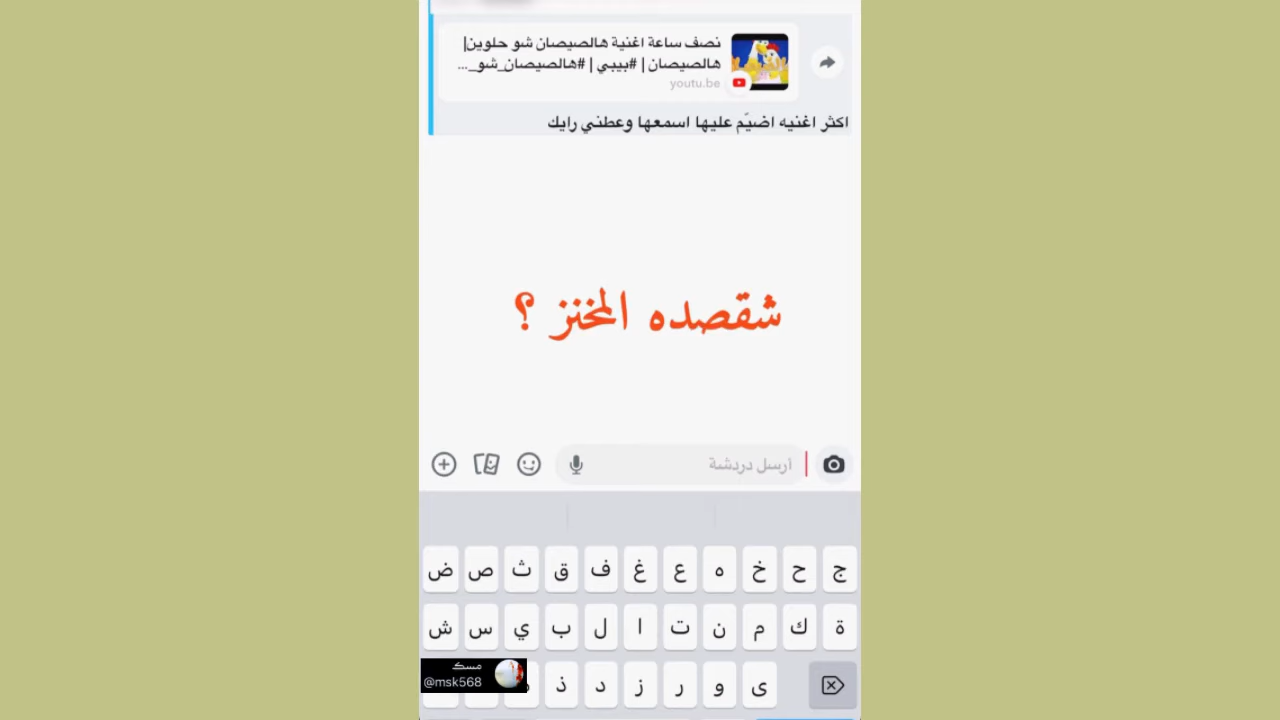 نصف ساعة اغنية هالصيصان شو حلوين|
هالصيصان | #بيبي | #هالصيصان_شو_...
youtu.be
اكثر اغنيه اضيّم عليها اسمعها وعطني رايك
شقصده المخنز ؟
ارسل دردشة
ج ح خ ه ع غ ف ق ث ص ض
ة ك م ن ت ا ل ب ي س ش
ى و ر ز د ذ
مسك
@msk568